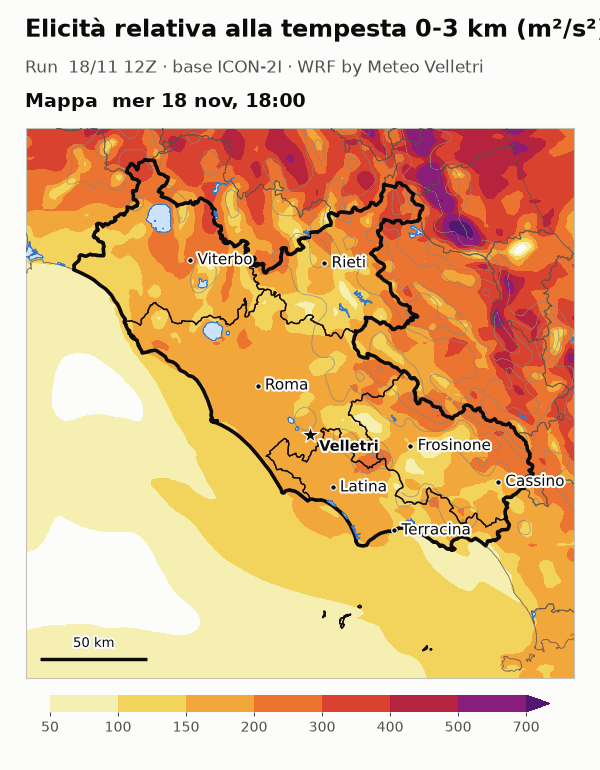 Elicità relativa alla tempesta 0-3 km (m²/s²)
Run 18/11 12Z · base ICON-2I · WRF by Meteo Velletri
Mappa mer 18 nov, 18:00
Viterbo
Rieti
Roma
Velletri
Frosinone
Latina
Cassino
Terracina
50 km
50 100 150 200 300 400 500 700